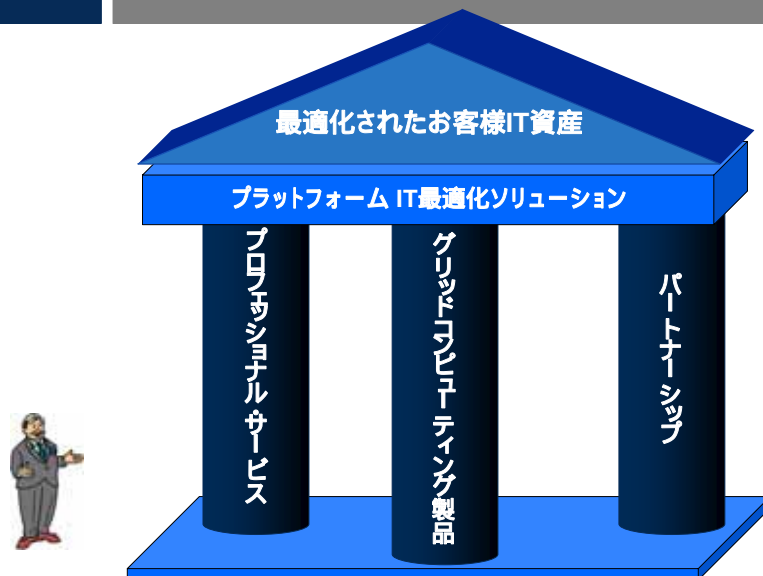 最適化されたお客様IT資産
プラットフォーム IT最適化ソリューション
プロフェッショナル・サービス
グリッドコンピューティング製品
パートナーシップ